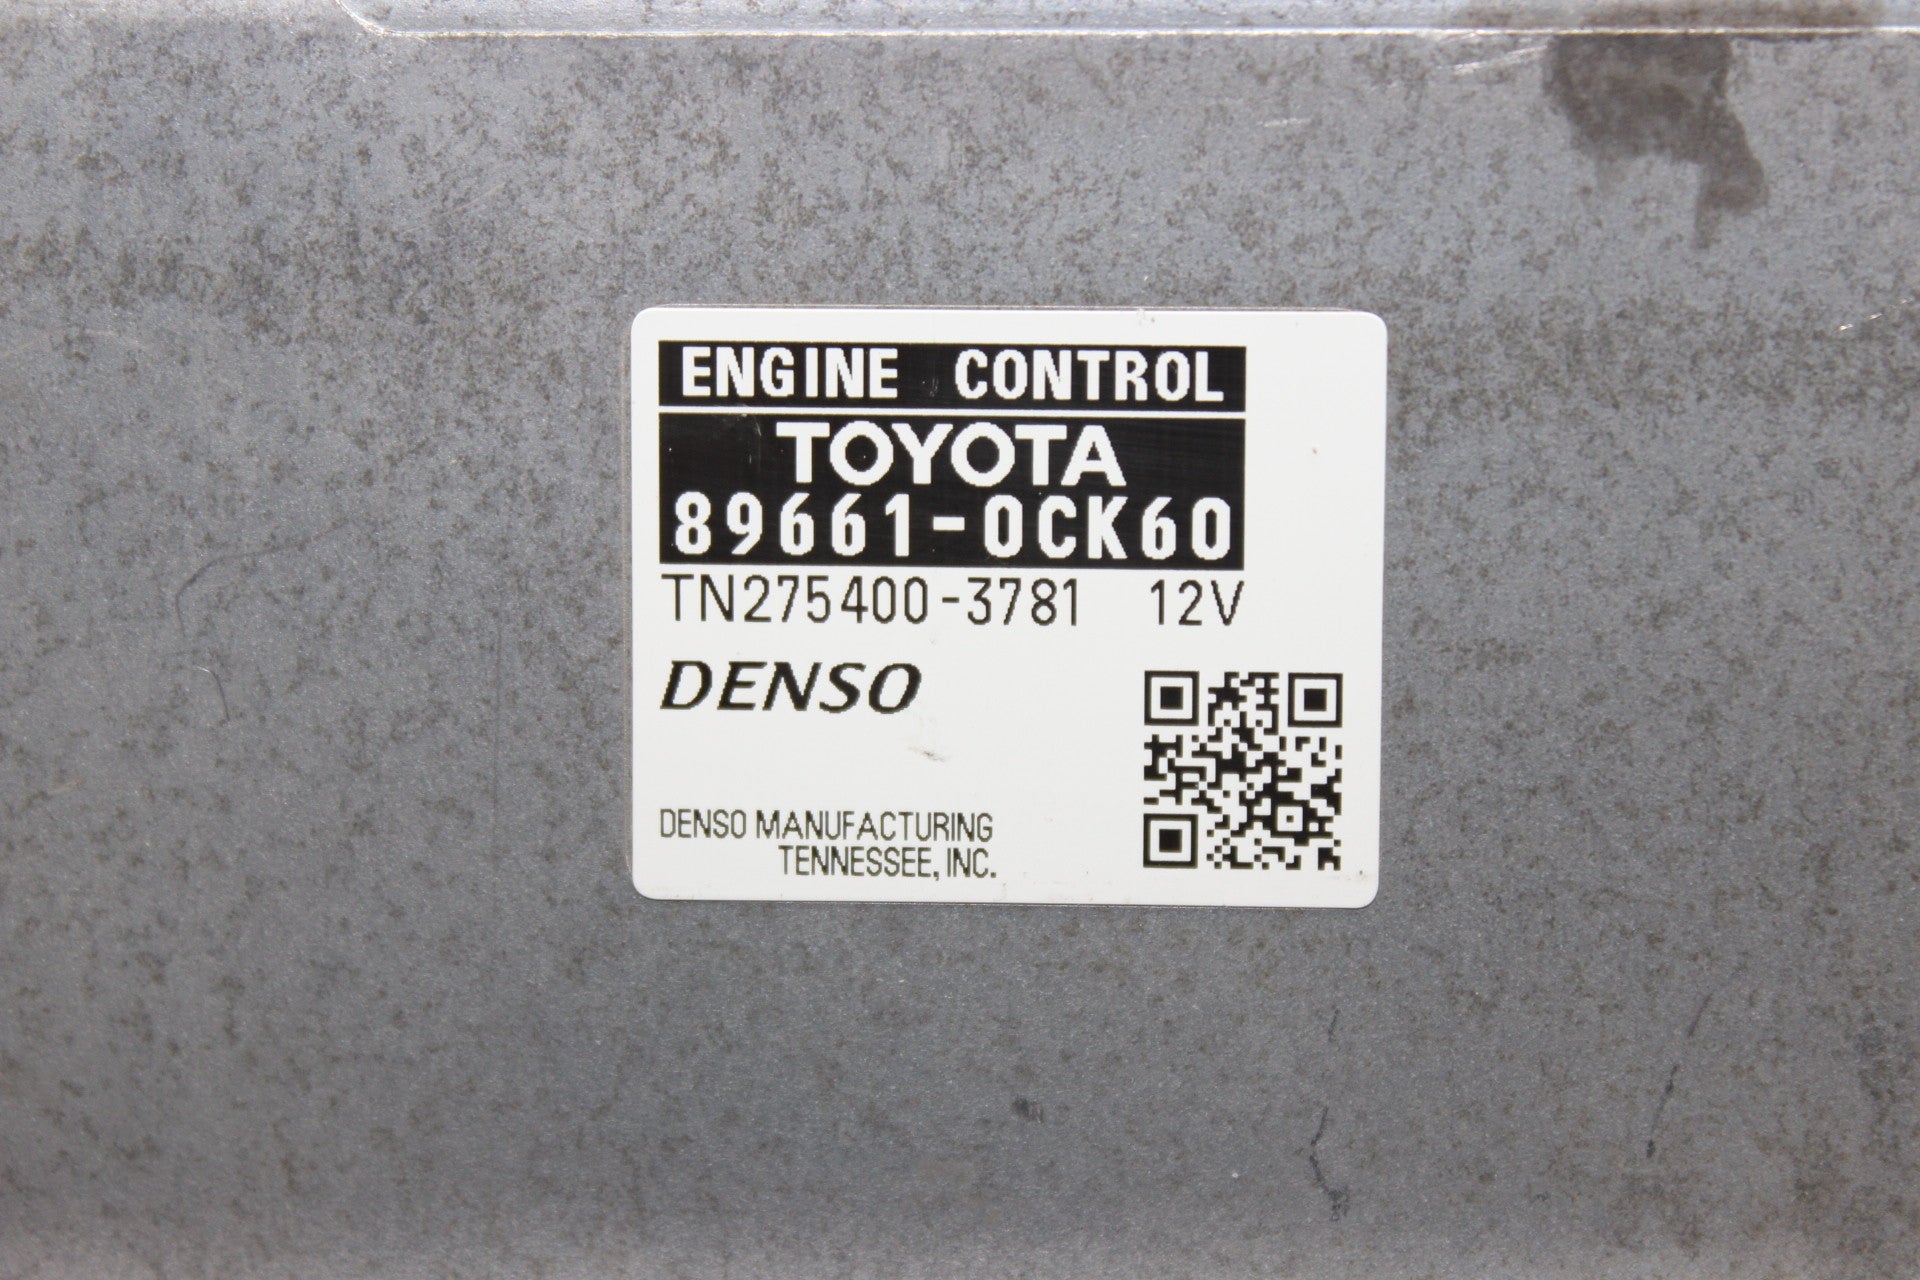 ENGINE CONTROL
TOYOTA
89661-0CK60
TN275400-3781 12V
DENSO
DENSO MANUFACTURING
TENNESSEE, INC.